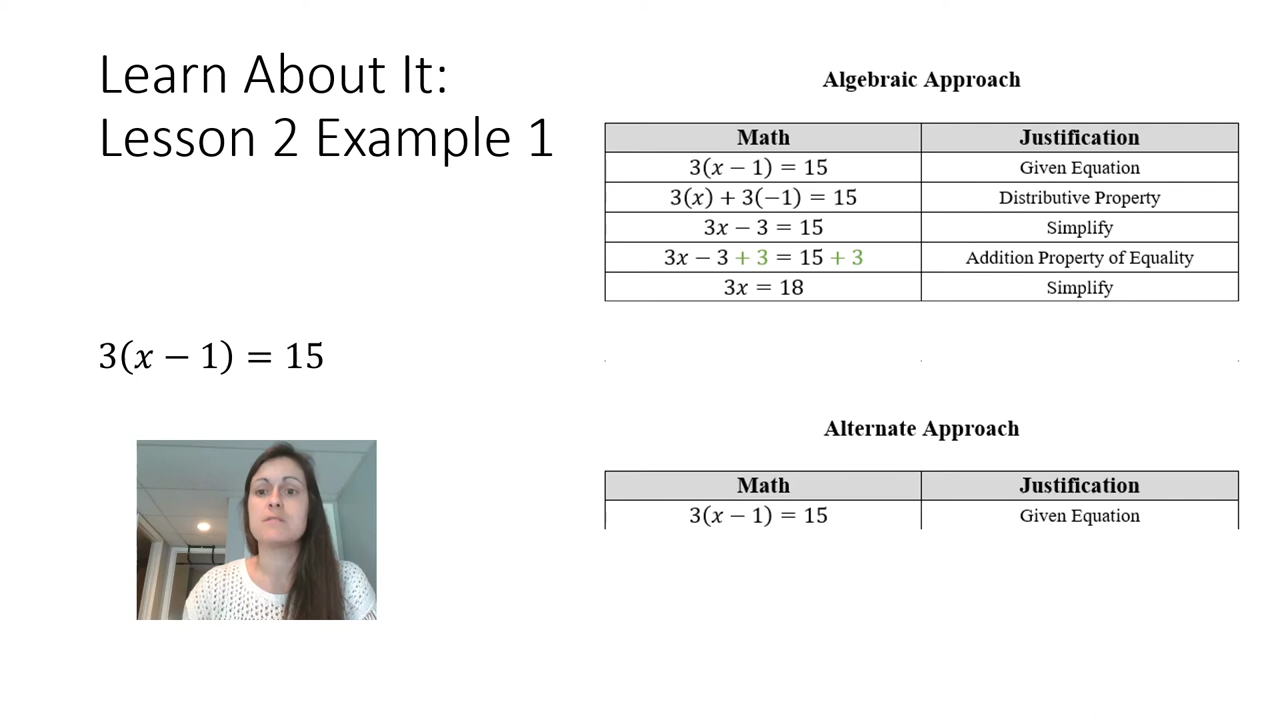 Learn About It:
Lesson 2 Example 1
3(x − 1) = 15
Algebraic Approach
Math Justification
3(x − 1) = 15 Given Equation
3(x) + 3(−1) = 15 Distributive Property
3x − 3 = 15 Simplify
3x − 3 + 3 = 15 + 3 Addition Property of Equality
3x = 18 Simplify
Alternate Approach
Math Justification
3(x − 1) = 15 Given Equation